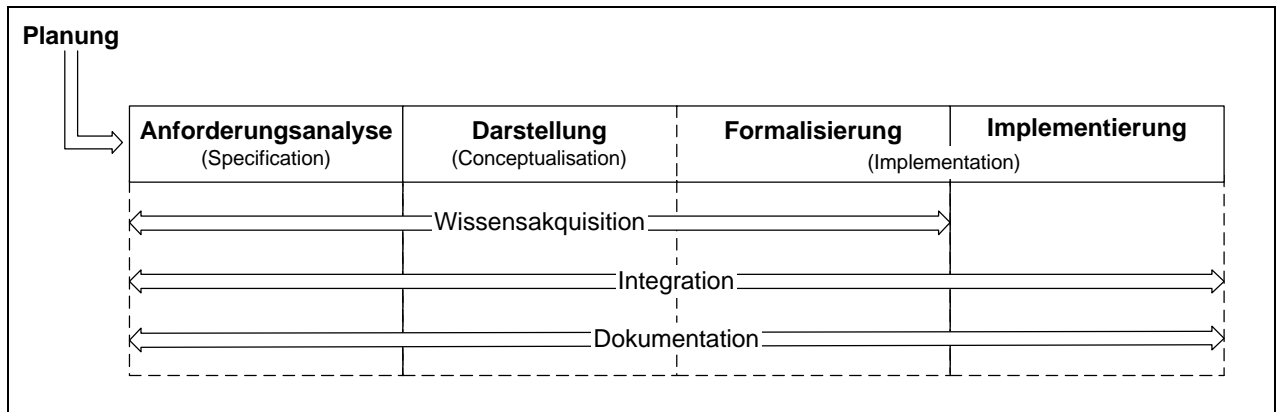 Planung
Anforderungsanalyse
(Specification)
Darstellung
(Conceptualisation)
Formalisierung
Implementierung
(Implementation)
Wissensakquisition
Integration
Dokumentation